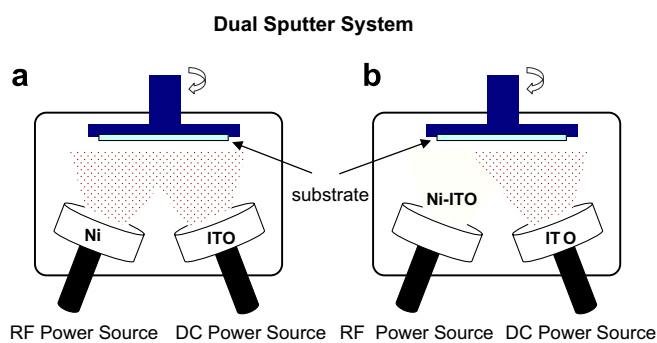 Dual Sputter System
a
b
substrate
Ni
ITO
Ni-ITO
ITO
RF Power Source DC Power Source RF Power Source DC Power Source